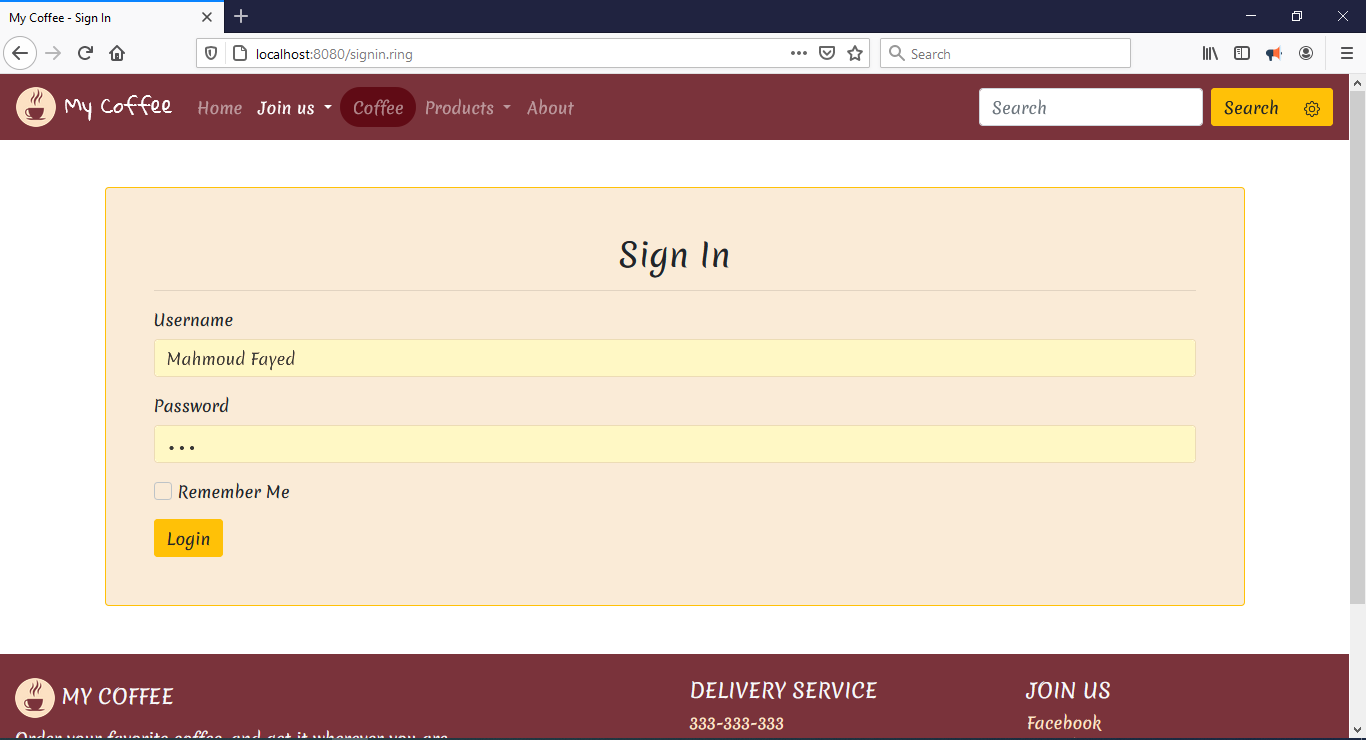 My Coffee - Sign In
localhost:8080/signin.ring
Search
My Coffee Home Join us Coffee Products About
Search
Search
Sign In
Username
Mahmoud Fayed
Password
Remember Me
Login
MY COFFEE
DELIVERY SERVICE
JOIN US
333-333-333
Facebook
Order your favorite coffee, and get it wherever you are